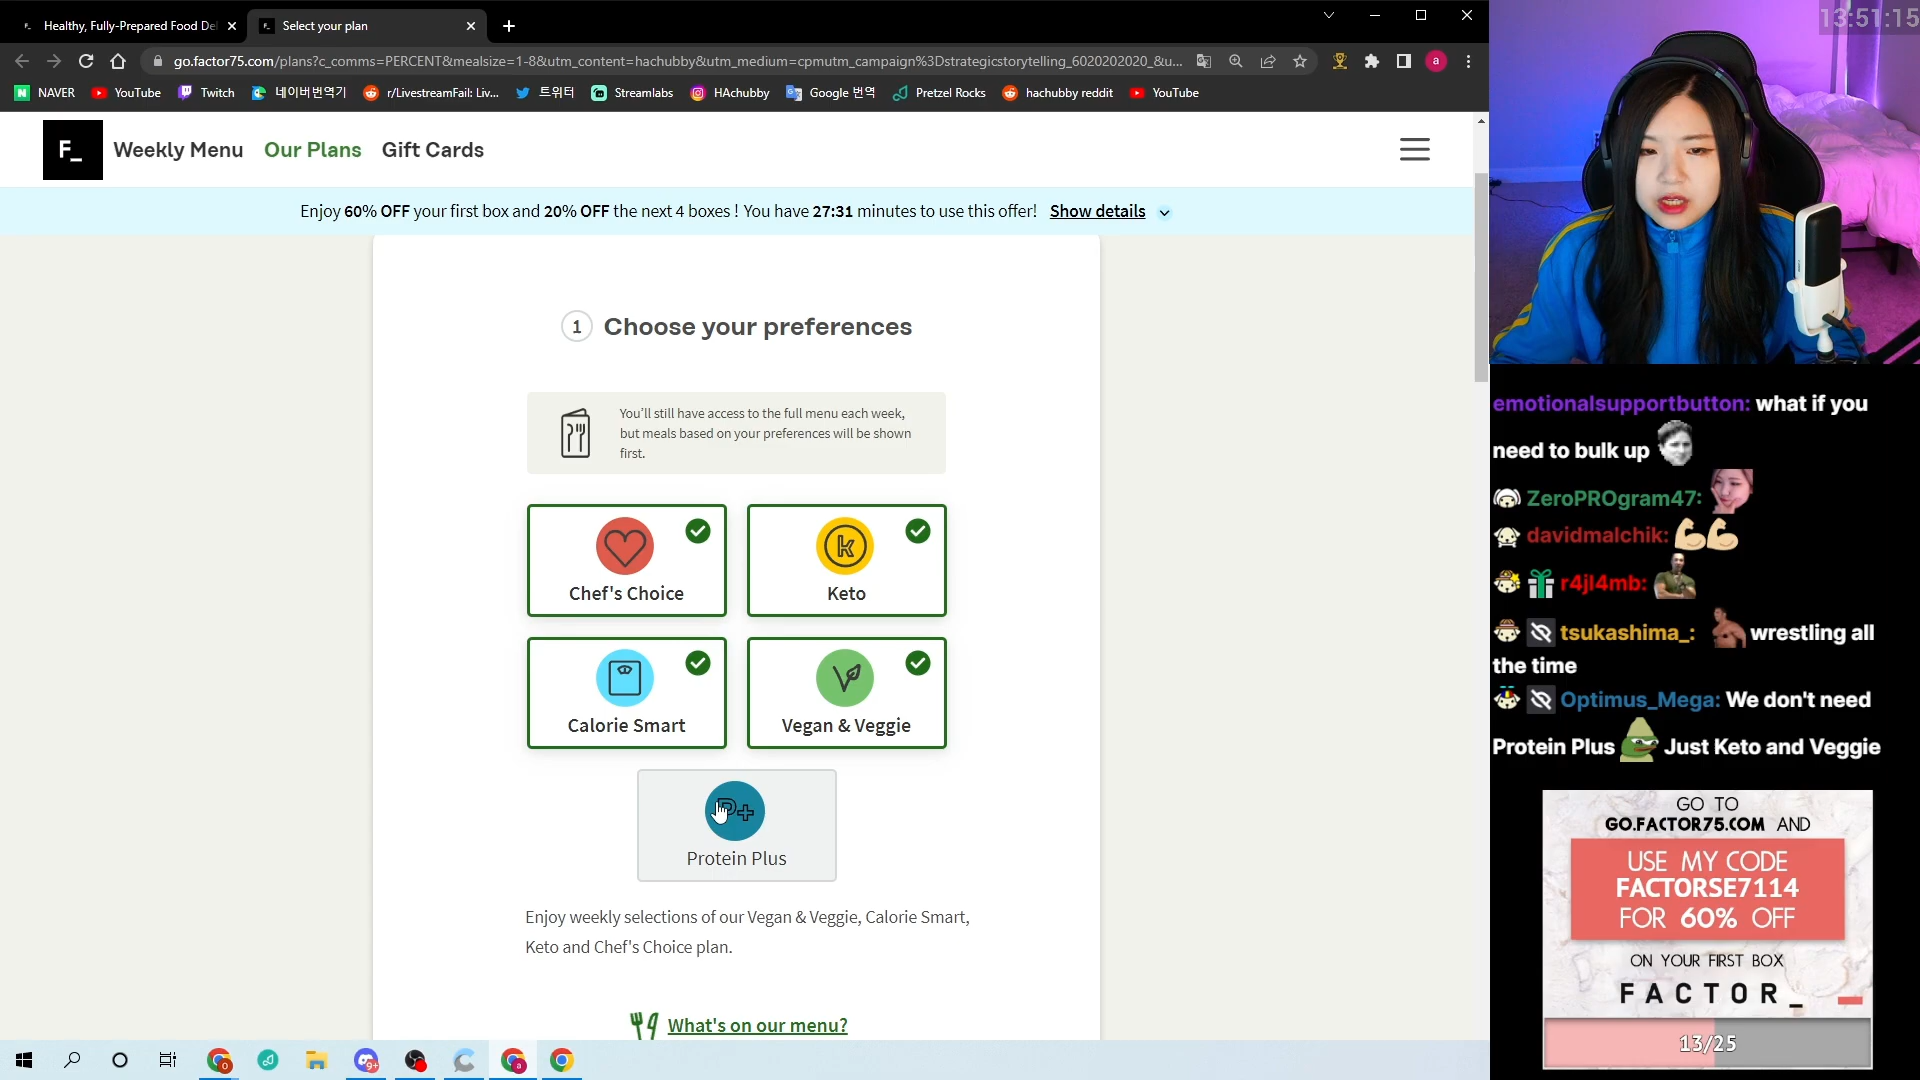 Healthy, Fully-Prepared Food De
Select your plan
13:51:15
go.factor75.com/plans?c_comms=PERCENT&mealsize=1-8&utm_content=hachubby&utm_medium=cpmutm_campaign%3Dstrategicstorytelling_6020202020_&u...
a
NAVER
YouTube
Twitch
네이버번역기
r/LivestreamFail: Liv...
트위터
Streamlabs
HAchubby
Google 번역
Pretzel Rocks
hachubby reddit
YouTube
F_
Weekly Menu
Our Plans
Gift Cards
Enjoy 60% OFF your first box and 20% OFF the next 4 boxes ! You have 27:31 minutes to use this offer! Show details
1 Choose your preferences
You'll still have access to the full menu each week,
but meals based on your preferences will be shown
first.
Chef's Choice
k
Keto
Calorie Smart
V
Vegan & Veggie
P+
Protein Plus
Enjoy weekly selections of our Vegan & Veggie, Calorie Smart,
Keto and Chef's Choice plan.
What's on our menu?
emotionalsupportbutton: what if you
need to bulk up
ZeroPROgram47:
davidmalchik:
r4jl4mb:
tsukashima_: wrestling all
the time
Optimus_Mega: We don't need
Protein Plus Just Keto and Veggie
GO TO
GO.FACTOR75.COM AND
USE MY CODE
FACTORSE7114
FOR 60% OFF
ON YOUR FIRST BOX
FACTOR_
13/25
9+